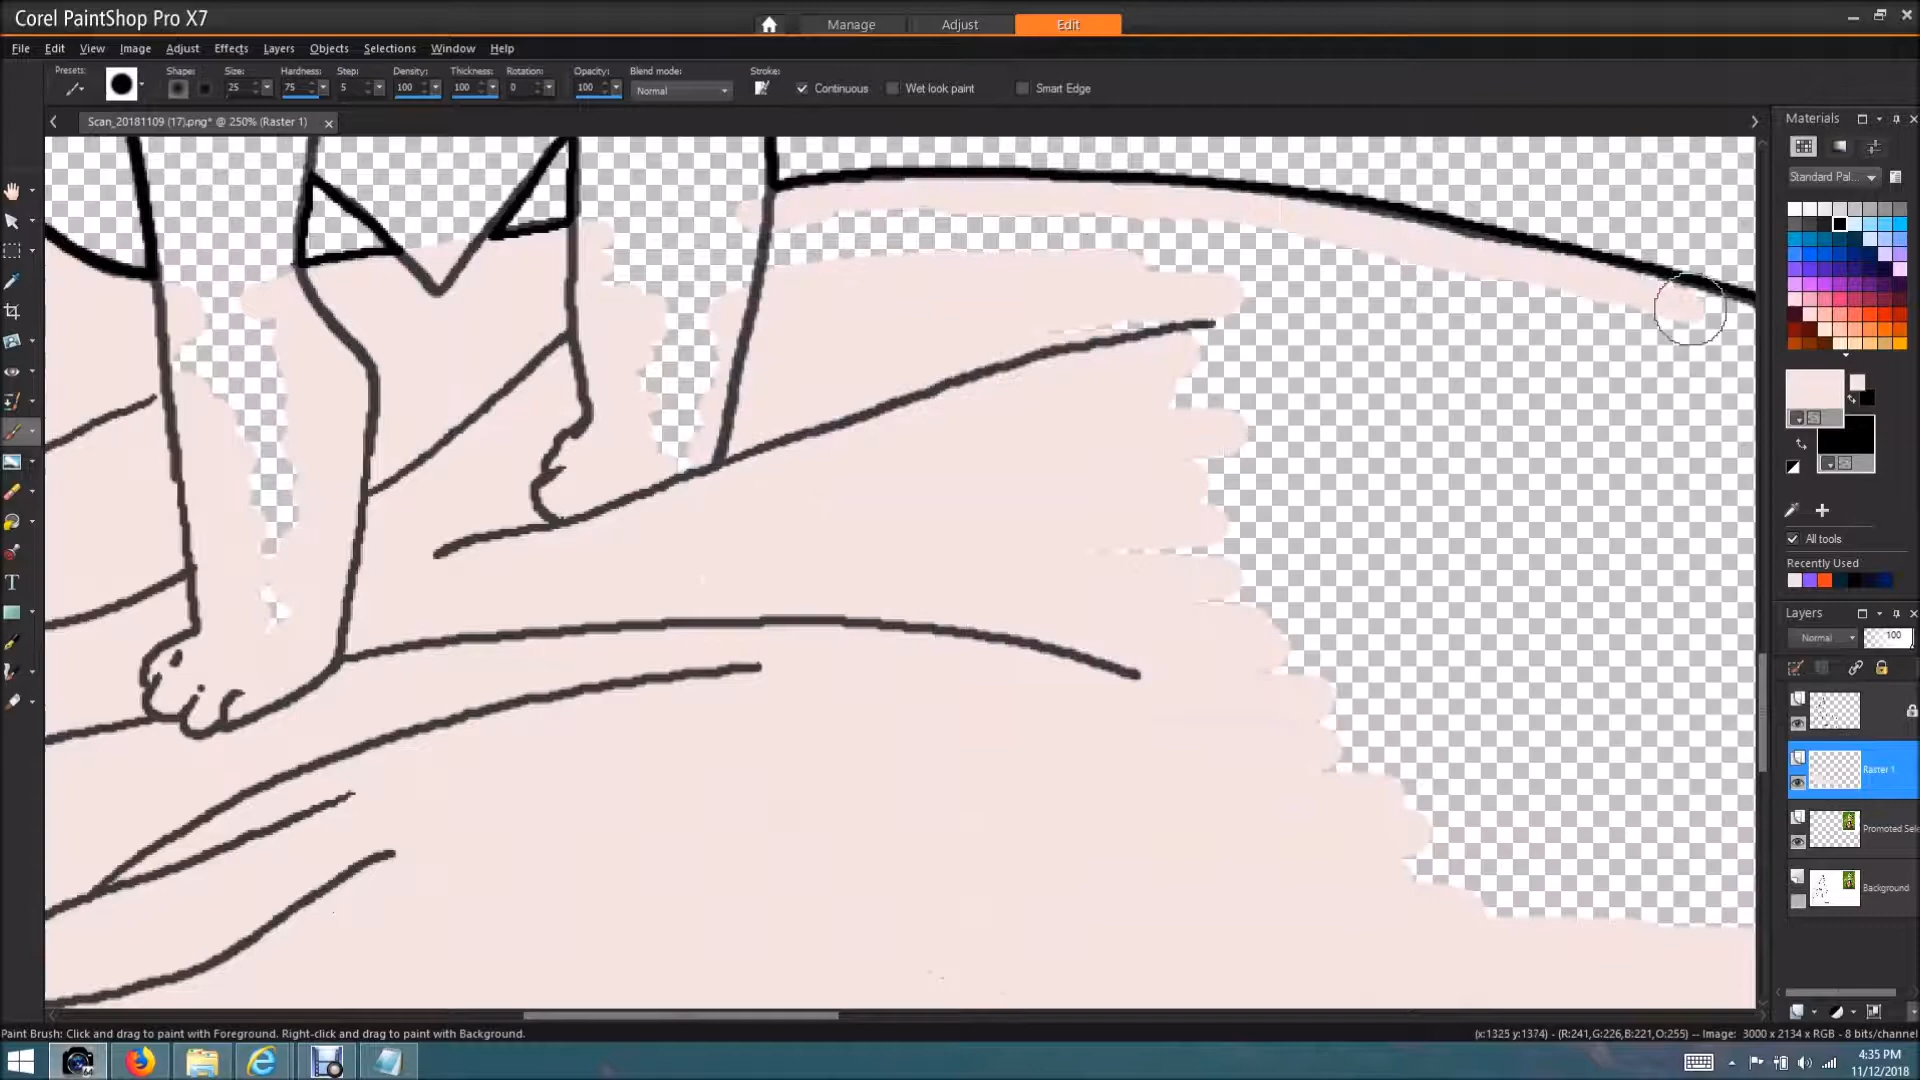 Corel PaintShop Pro X7
Manage Adjust Edit
File Edit View Image Adjust Effects Layers Objects Selections Window Help
Presets: Shape: Size: Hardness: Step: Density: Thickness: Rotation: Opacity: Blend mode: Stroke:
25 75 5 100 100 0 100 Normal Continuous Wet look paint Smart Edge
Scan_20181109 (17).png* @ 250% (Raster 1)
Materials
Standard Pal...
All tools
Recently Used
Layers
Normal 100
Raster 1
Promoted Sele
Background
Paint Brush: Click and drag to paint with Foreground. Right-click and drag to paint with Background.
(x:1325 y:1374) -- (R:241,G:226,B:221,O:255) -- Image: 3000 x 2134 x RGB - 8 bits/channel
64
T
4:35 PM
11/12/2018